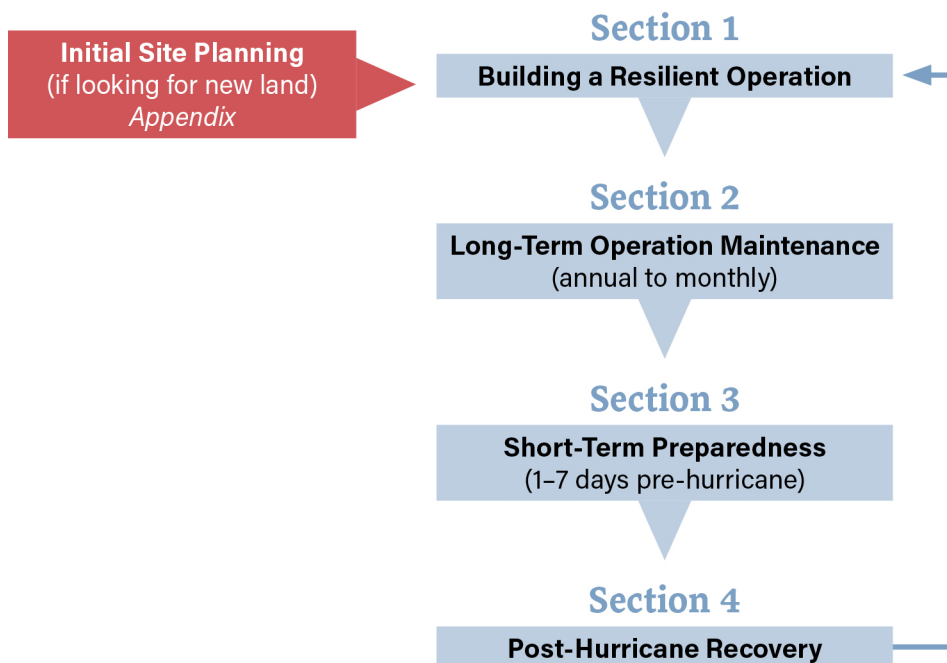 Section 1
Initial Site Planning
(if looking for new land)
Appendix
Building a Resilient Operation
Section 2
Long-Term Operation Maintenance
(annual to monthly)
Section 3
Short-Term Preparedness
(1–7 days pre-hurricane)
Section 4
Post-Hurricane Recovery